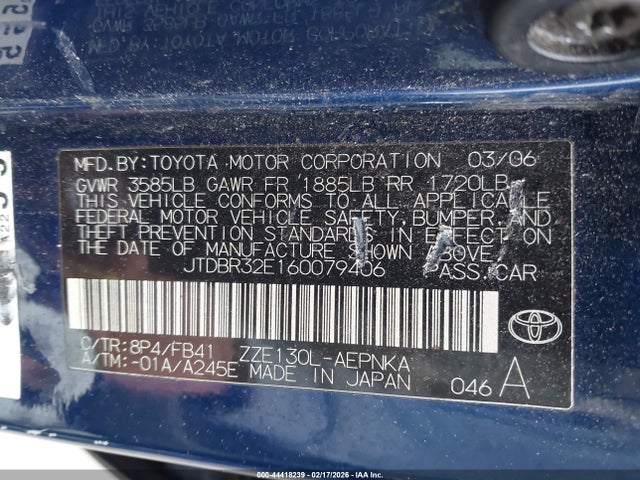 MFD.BY:TOYOTA MOTOR CORPORATION 03/06
GVWR 3585LB GAWR FR 1885LB RR 1720LB
THIS VEHICLE CONFORMS TO ALL APPLICABLE
FEDERAL MOTOR VEHICLE SAFETY, BUMPER, AND
THEFT PREVENTION STANDARDS IN EFFECT ON
THE DATE OF MANUFACTURE SHOWN ABOVE.
JTDBR32E160079406 PASS.CAR
C/TR:8P4/FB41 ZZE130L-AEPNKA
A/TM:-01A/A245E MADE IN JAPAN 046 A
000-44418239 - 02/17/2026 - IAAI.COM